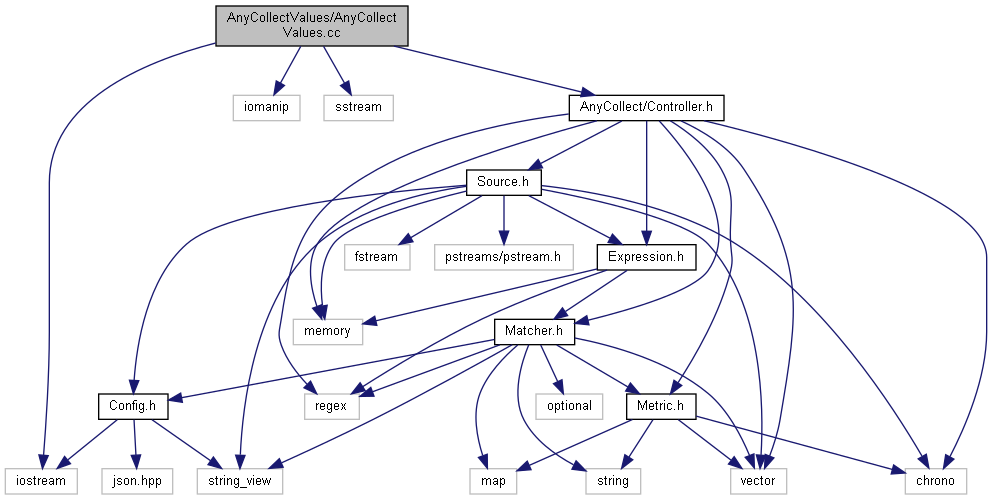 AnyCollectValues/AnyCollect
Values.cc
iomanip
sstream
AnyCollect/Controller.h
Source.h
fstream
pstreams/pstream.h
Expression.h
memory
Matcher.h
Config.h
regex
optional
Metric.h
iostream
json.hpp
string_view
map
string
vector
chrono